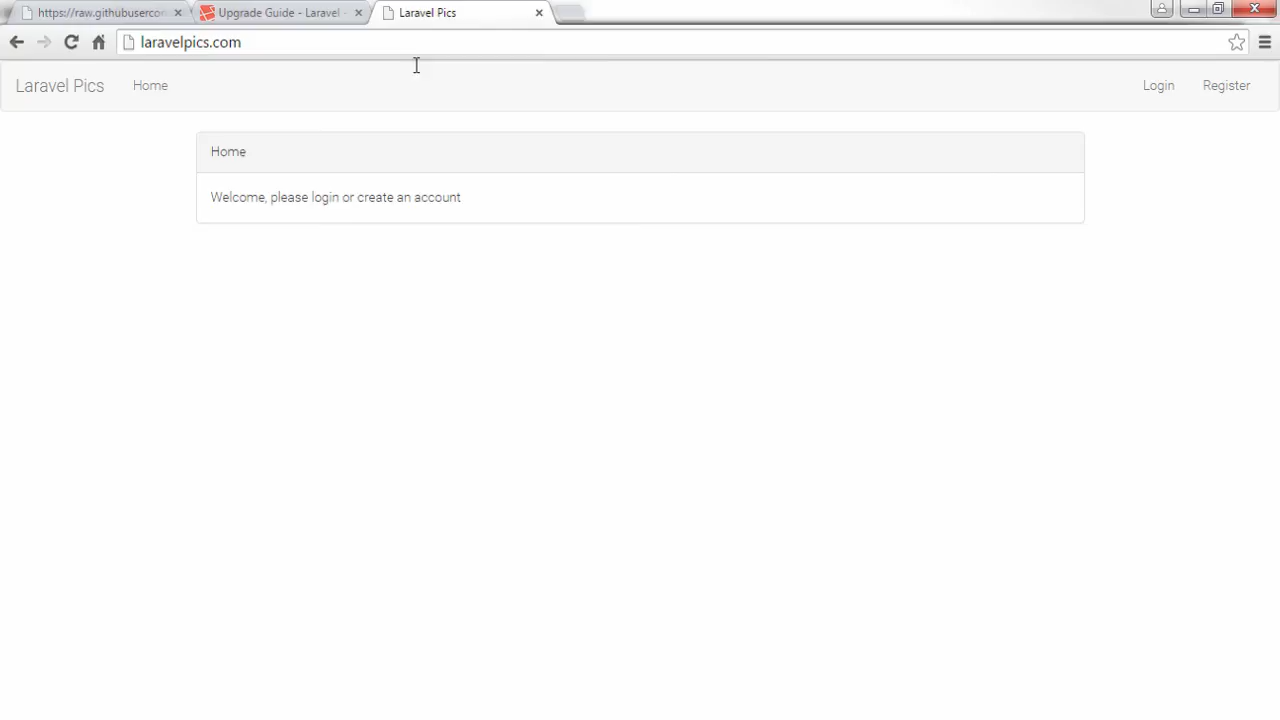 https://raw.githuberco
Upgrade Guide - Laravel -
Laravel Pics
laravelpics.com
Laravel Pics
Home
Login
Register
Home
Welcome, please login or create an account